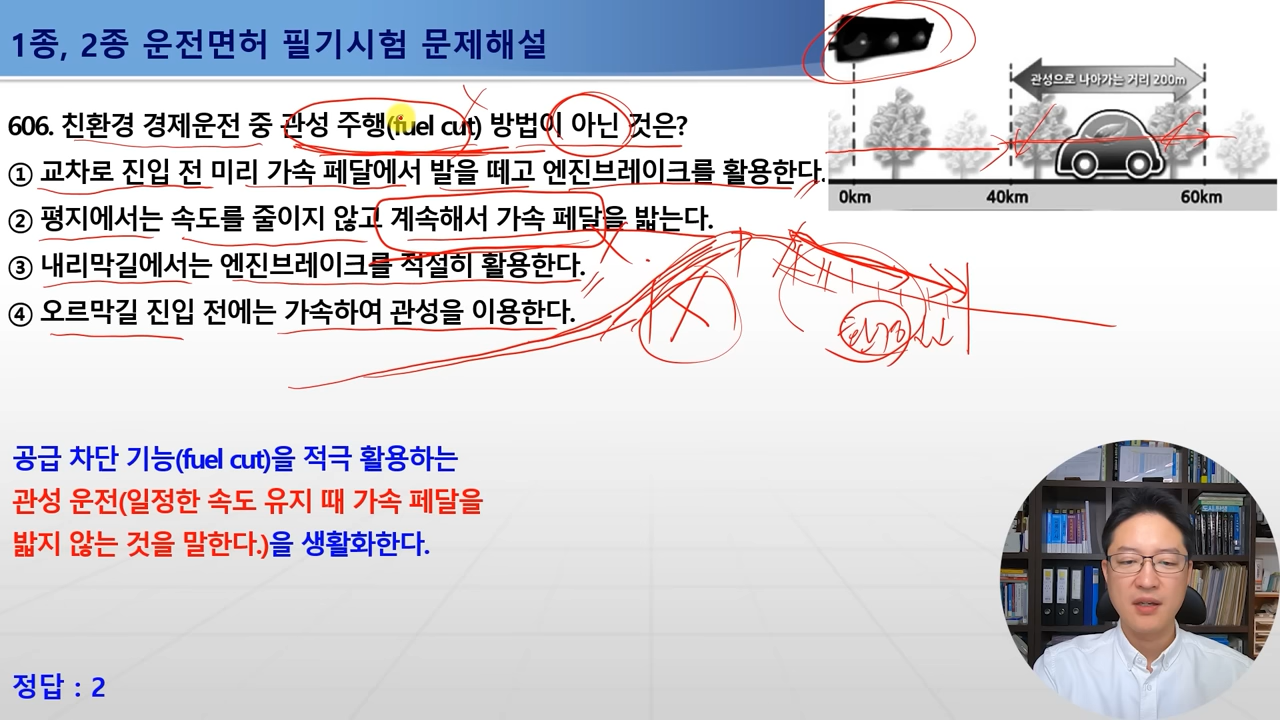 1종, 2종 운전면허 필기시험 문제해설
관성으로 나아가는 거리 200m
0km
40km
60km
606. 친환경 경제운전 중 관성 주행(fuel cut) 방법이 아닌 것은?
① 교차로 진입 전 미리 가속 페달에서 발을 떼고 엔진브레이크를 활용한다.
② 평지에서는 속도를 줄이지 않고 계속해서 가속 페달을 밟는다.
③ 내리막길에서는 엔진브레이크를 적절히 활용한다.
④ 오르막길 진입 전에는 가속하여 관성을 이용한다.
공급 차단 기능(fuel cut)을 적극 활용하는
관성 운전(일정한 속도 유지 때 가속 페달을
밟지 않는 것을 말한다.)을 생활화한다.
정답 : 2